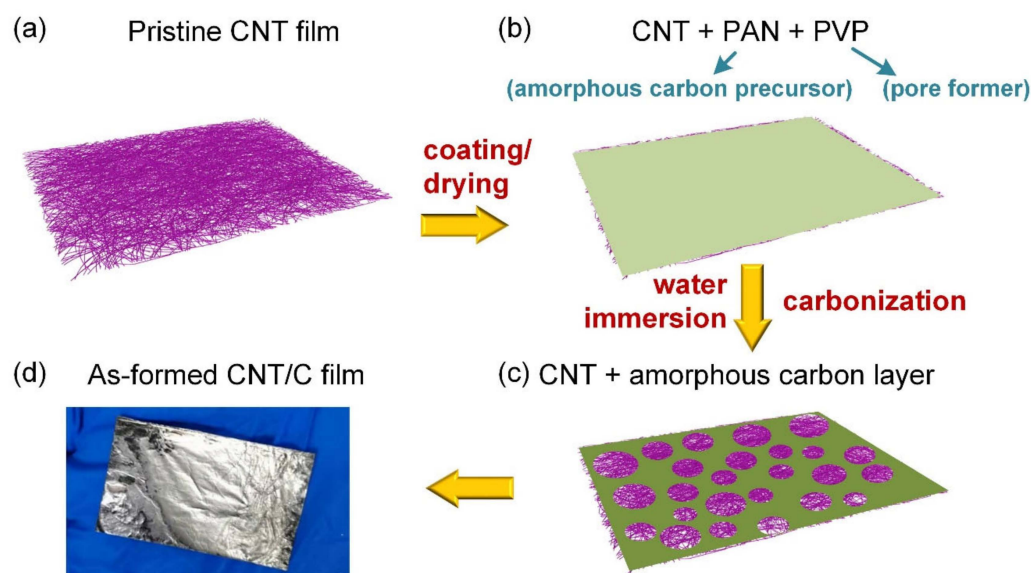 (a) Pristine CNT film
(b) CNT + PAN + PVP
(amorphous carbon precursor) (pore former)
coating/
drying
water
immersion
carbonization
(d) As-formed CNT/C film
(c) CNT + amorphous carbon layer